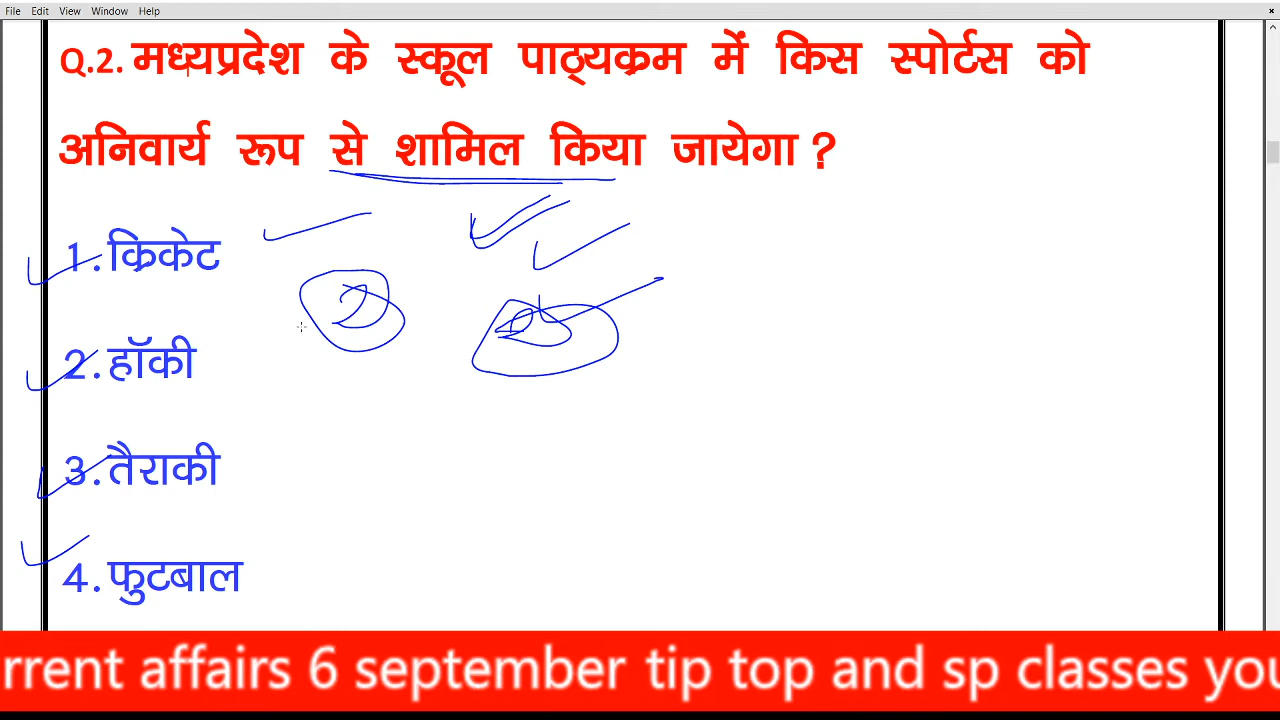 File Edit View Window Help
Q.2. मध्यप्रदेश के स्कूल पाठ्यक्रम में किस स्पोर्टस को
अनिवार्य रूप से शामिल किया जायेगा ?
1. क्रिकेट
2. हॉकी
3. तैराकी
4. फुटबाल
rrent affairs 6 september tip top and sp classes you